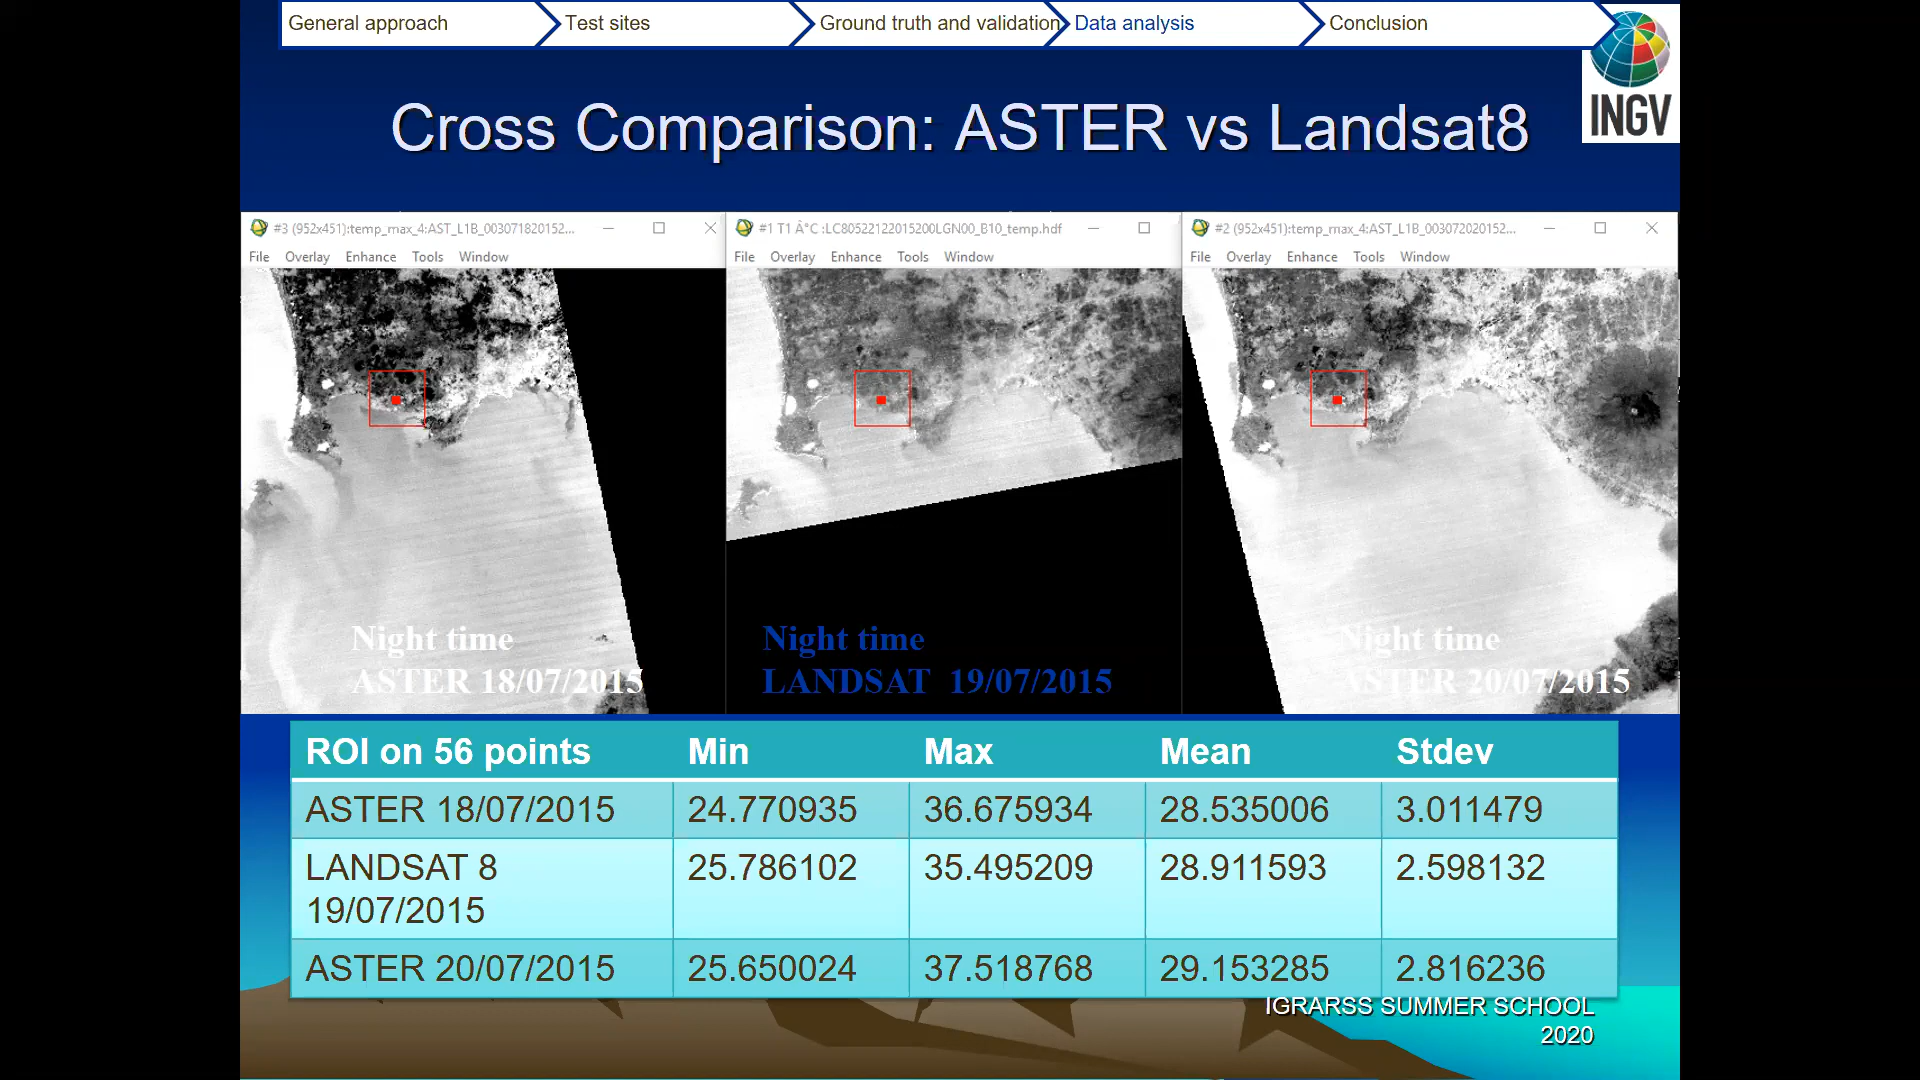 General approach
Test sites
Ground truth and validation
Data analysis
Conclusion
INGV
Cross Comparison: ASTER vs Landsat8
#3 (952x451):temp_max_4:AST_L1B_003071820152...
File Overlay Enhance Tools Window
#1 T1 Â°C :LC80522122015200LGN00_B10_temp.hdf
File Overlay Enhance Tools Window
#2 (952x451):temp_max_4:AST_L1B_003072020152...
File Overlay Enhance Tools Window
Night time
ASTER 18/07/2015
Night time
LANDSAT 19/07/2015
Night time
ASTER 20/07/2015
ROI on 56 points Min Max Mean Stdev
ASTER 18/07/2015 24.770935 36.675934 28.535006 3.011479
LANDSAT 8 25.786102 35.495209 28.911593 2.598132
19/07/2015
ASTER 20/07/2015 25.650024 37.518768 29.153285 2.816236
IGRARSS SUMMER SCHOOL
2020